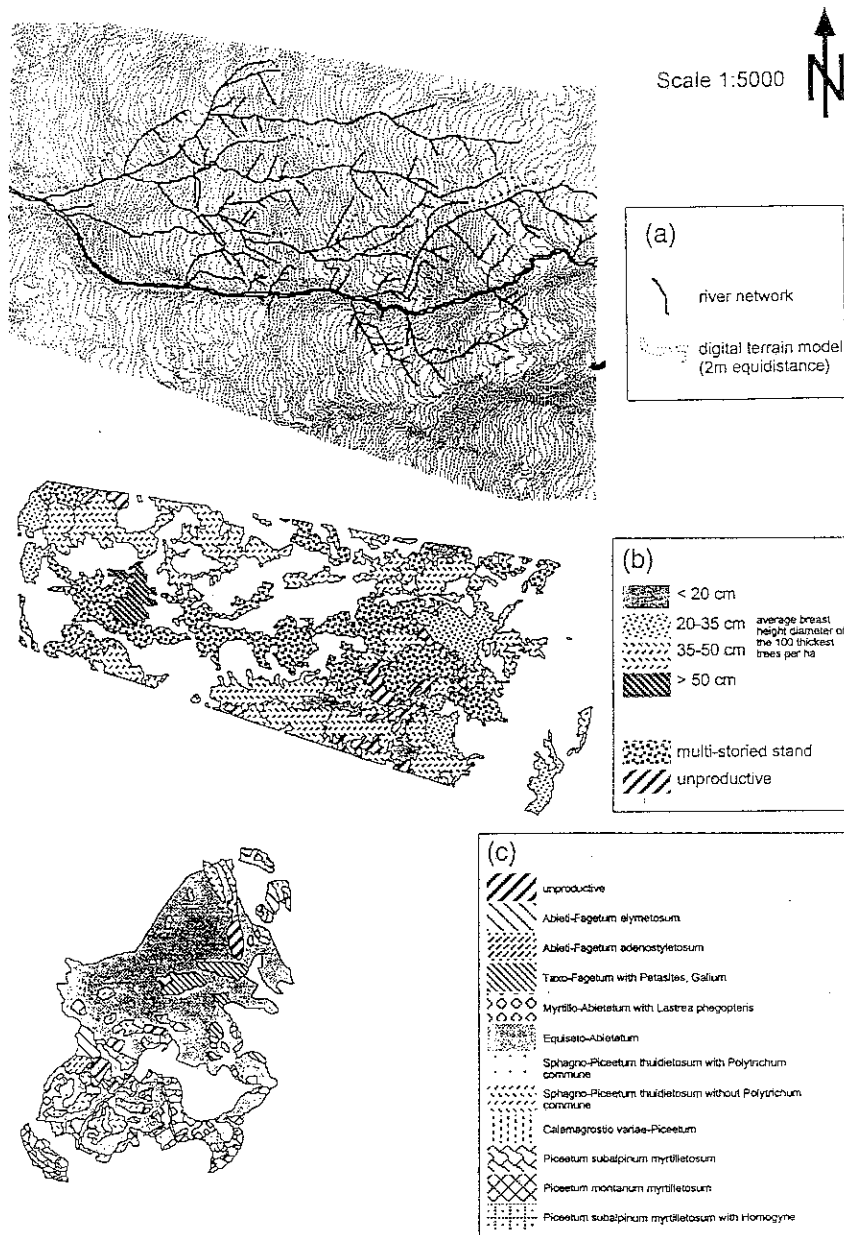 Scale 1:5000
N
(a)
river network
digital terrain model
(2m equidistance)
(b)
< 20 cm
20-35 cm
35-50 cm
> 50 cm
average breast
height diameter of
the 100 thickest
trees per ha
multi-storied stand
unproductive
(c)
unproductive
Abieti-Fagetum elymetosum
Abieti-Fagetum adenostyletosum
Taxo-Fagetum with Petasites, Galium
Myrtillo-Abietetum with Lastrea phegopteris
Equiseto-Abietetum
Sphagno-Piceetum thuidietosum with Polytrichum
commune
Sphagno-Piceetum thuidietosum without Polytrichum
commune
Calamagrostio variae-Piceetum
Piceetum subalpinum myrtilletosum
Piceetum montanum myrtilletosum
Piceetum subalpinum myrtilletosum with Homogyne